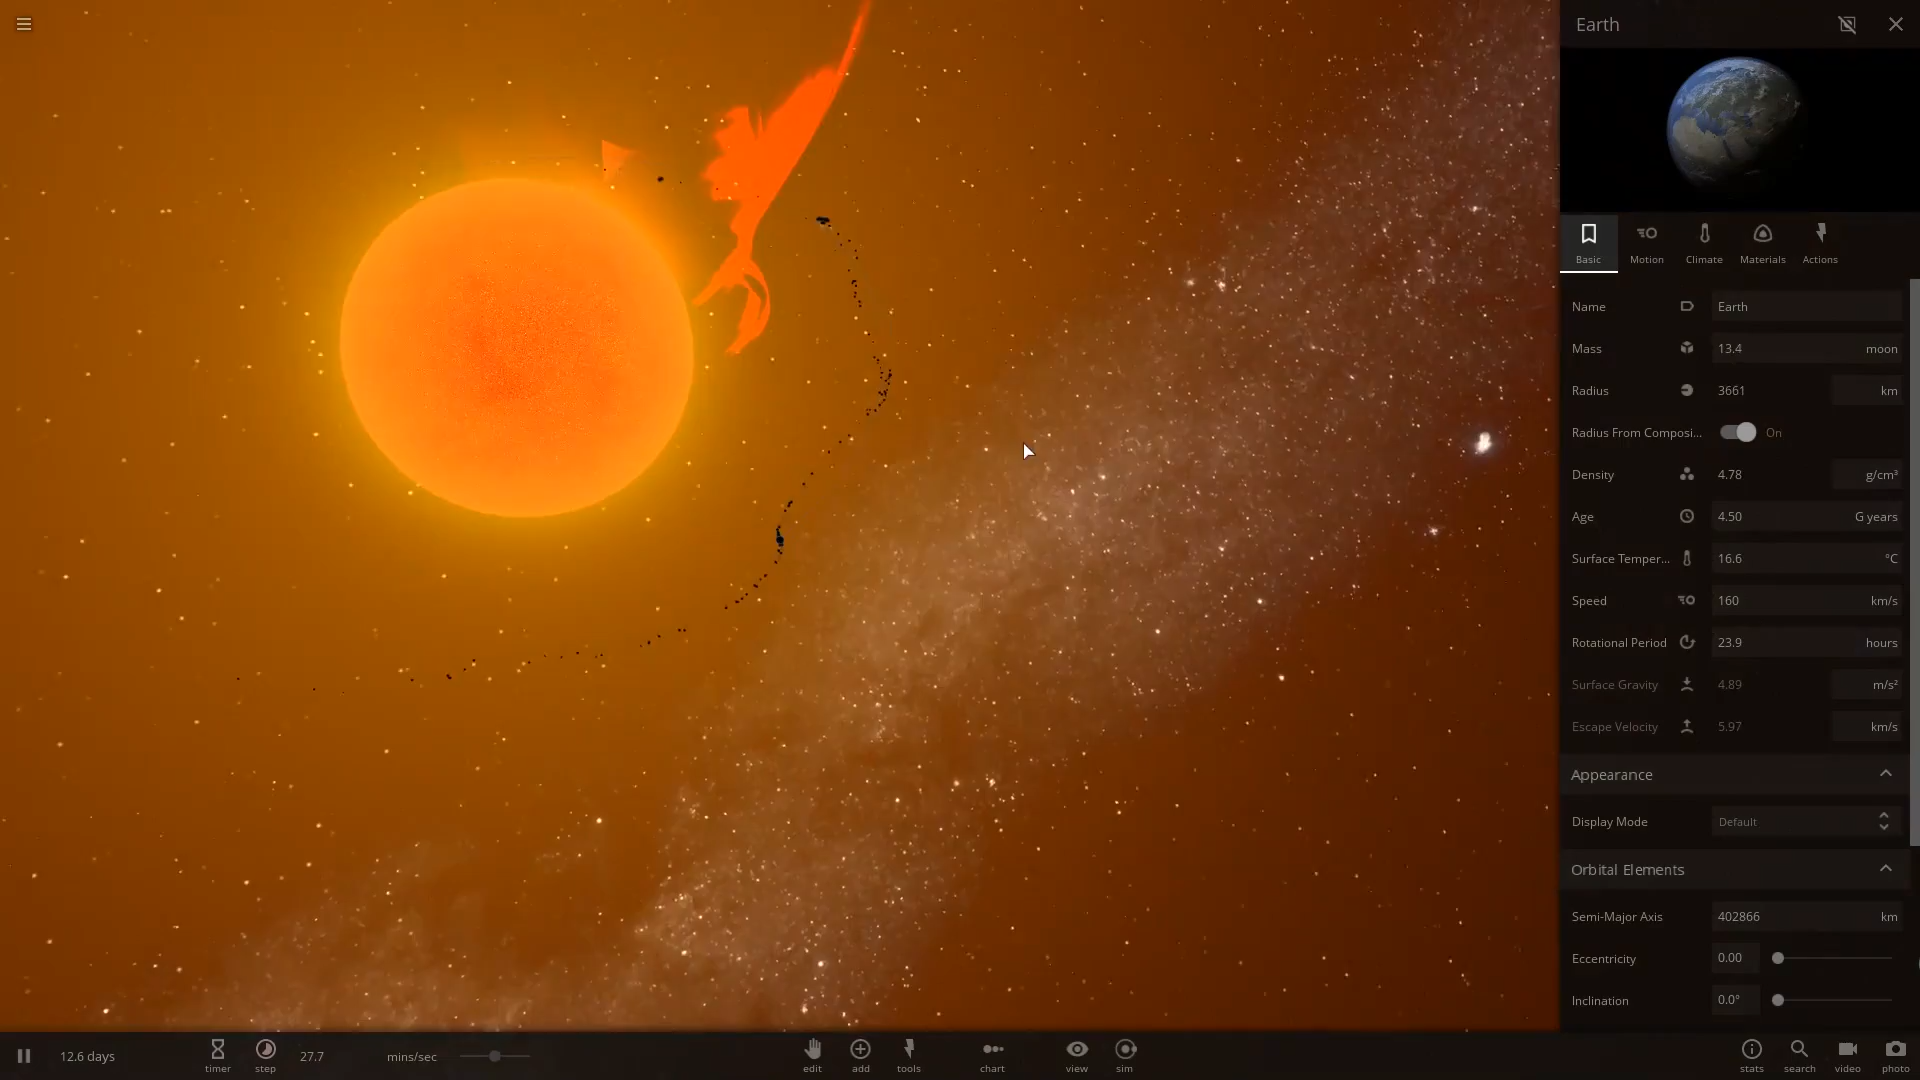 Earth
Basic Motion Climate Materials Actions
Name Earth
Mass 13.4 moon
Radius 3661 km
Radius From Composi... On
Density 4.78 g/cm³
Age 4.50 G years
Surface Temper... 16.6 °C
Speed 160 km/s
Rotational Period 23.9 hours
Surface Gravity 4.89 m/s²
Escape Velocity 5.97 km/s
Appearance
Display Mode Default
Orbital Elements
Semi-Major Axis 402866 km
Eccentricity 0.00
Inclination 0.0°
12.6 days timer step 27.7 mins/sec edit add tools chart view sim stats search video photo